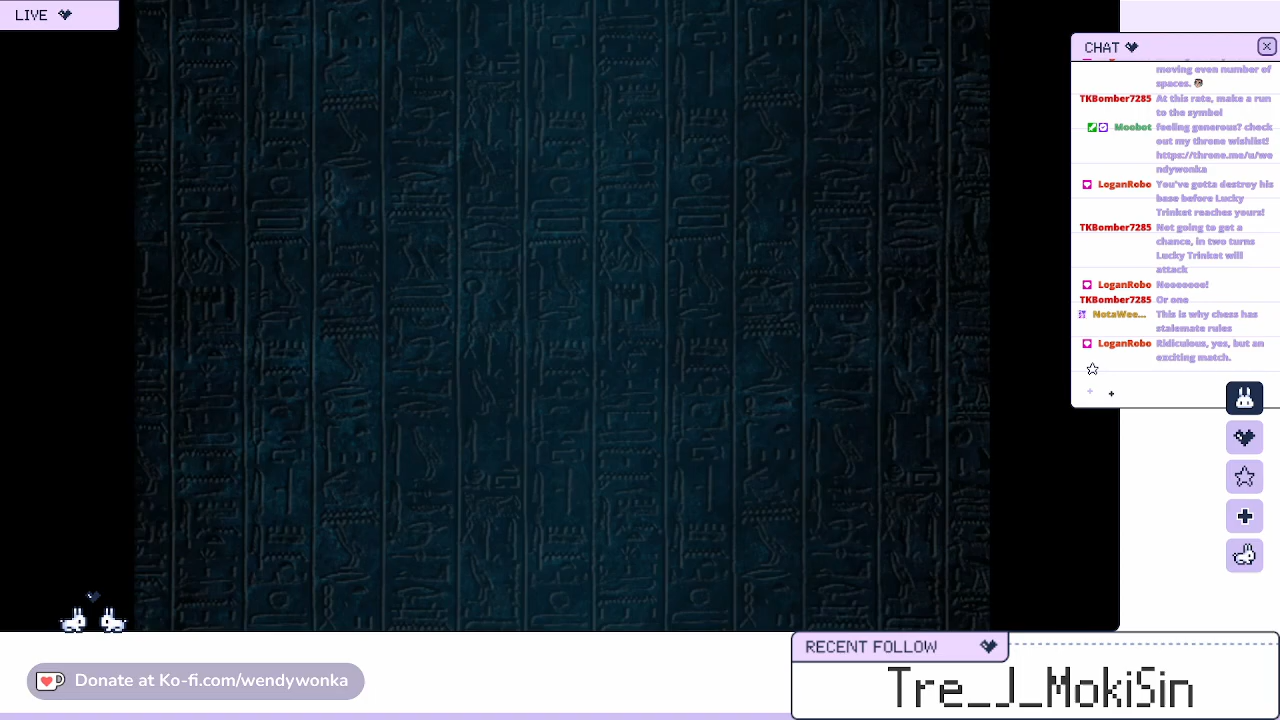 LIVE
CHAT
moving even number of
spaces.
TKBomber7285 At this rate, make a run
to the symbol
Moobot feeling generous? check
out my throne wishlist!
https://throne.me/u/we
ndywonka
LoganRobo You've gotta destroy his
base before Lucky
Trinket reaches yours!
TKBomber7285 Not going to get a
chance, in two turns
Lucky Trinket will
attack
LoganRobo Nooooooo!
TKBomber7285 Or one
NotaWoo... This is why chess has
stalemate rules
LoganRobo Ridiculous, yes, but an
exciting match.
RECENT FOLLOW
Tre_J_MokiSin
Donate at Ko-fi.com/wendywonka